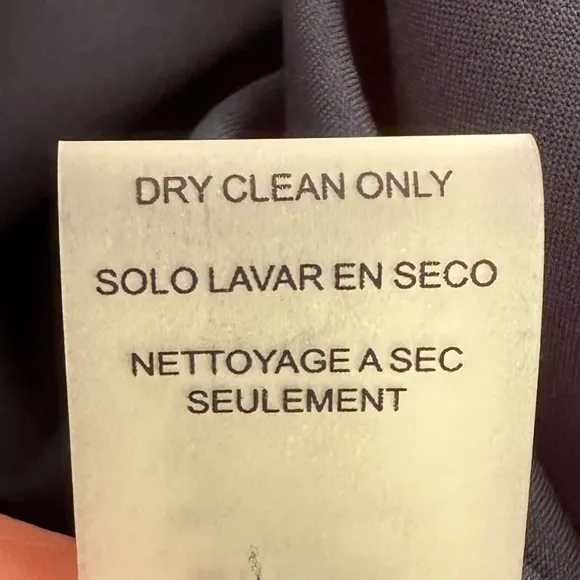 DRY CLEAN ONLY
SOLO LAVAR EN SECO
NETTOYAGE A SEC
SEULEMENT